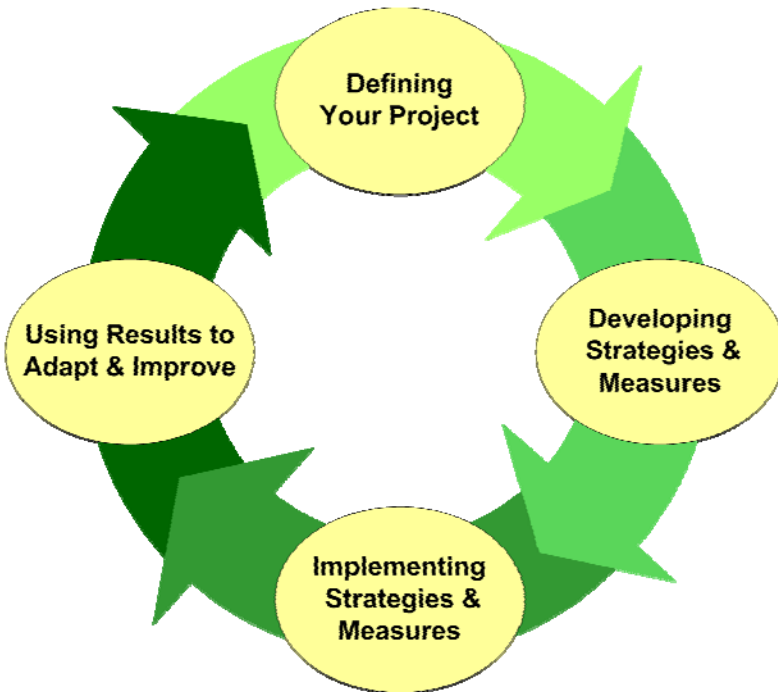 Defining
Your Project
Developing
Strategies &
Measures
Implementing
Strategies &
Measures
Using Results to
Adapt & Improve